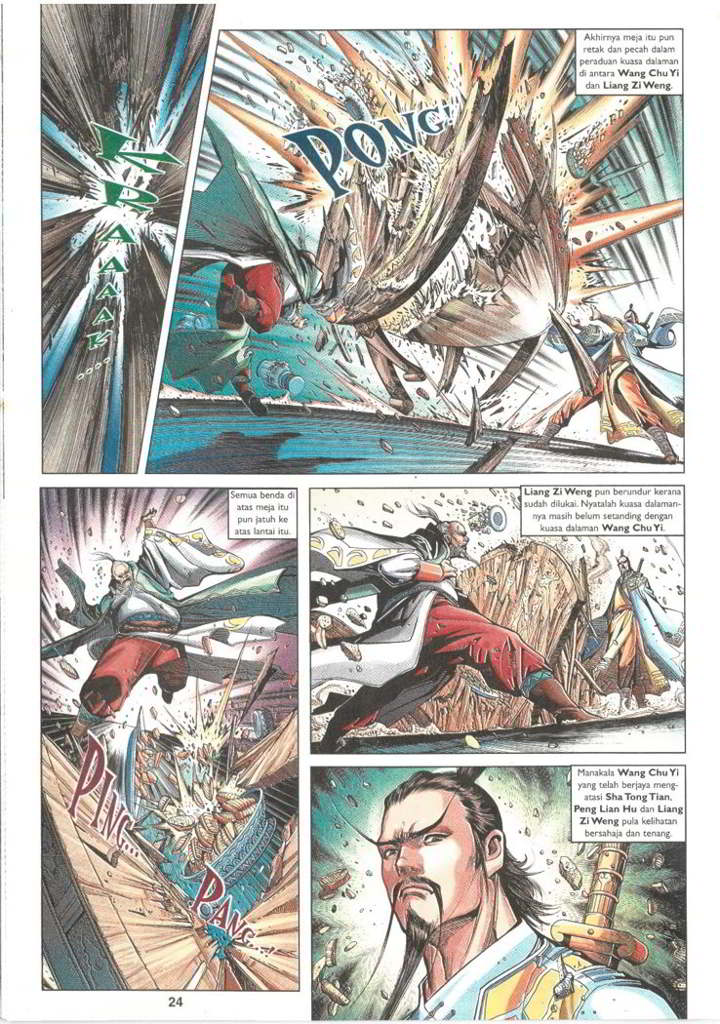 KRAAAAK....
PONG!
Akhirnya meja itu pun
retak dan pecah dalam
peraduan kuasa dalaman
di antara Wang Chu Yi
dan Liang Zi Weng.
Semua benda di
atas meja itu
pun jatuh ke
atas lantai itu.
PING...
PANG...!
Liang Zi Weng pun berundur kerana
sudah dilukai. Nyatalah kuasa dalaman-
nya masih belum setanding dengan
kuasa dalaman Wang Chu Yi.
Manakala Wang Chu Yi
yang telah berjaya meng-
atasi Sha Tong Tian,
Peng Lian Hu dan Liang
Zi Weng pula kelihatan
bersahaja dan tenang.
24